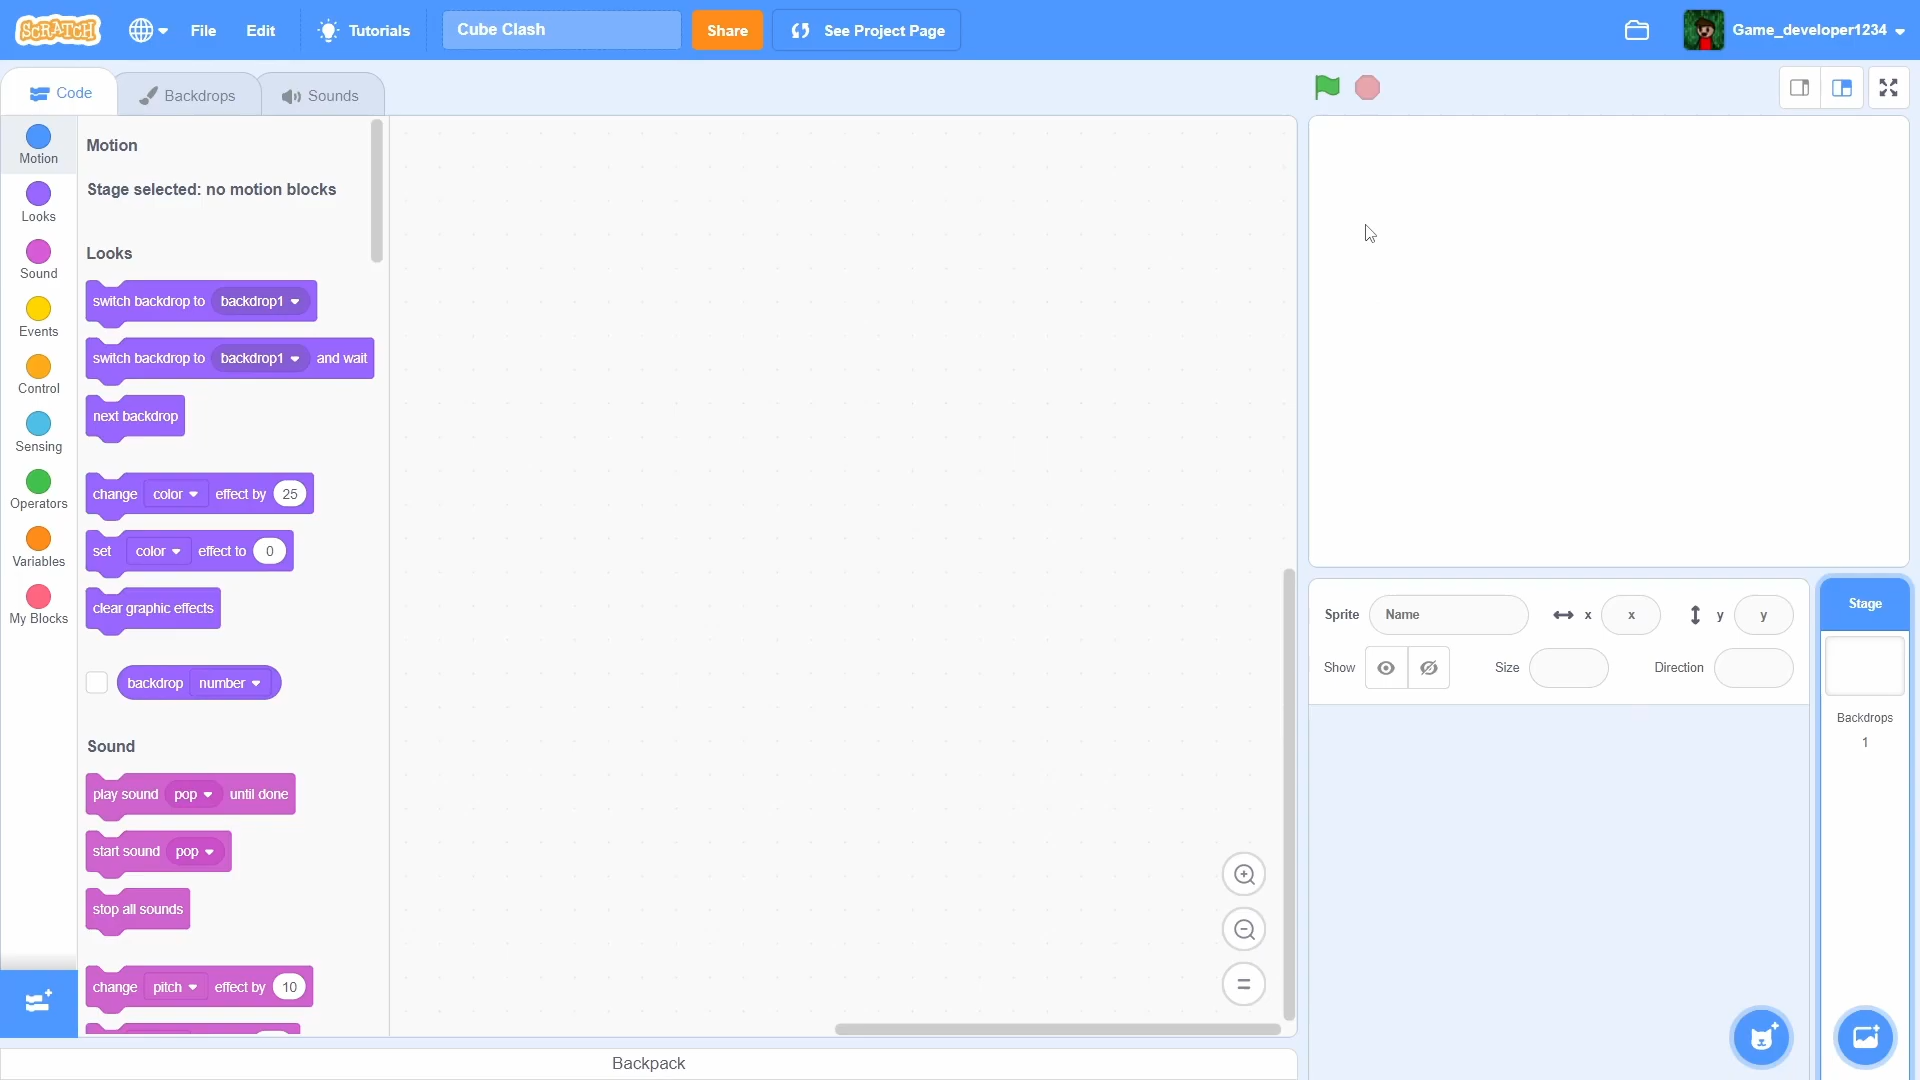 SCRATCH File Edit Tutorials Cube Clash Share See Project Page Game_developer1234
Code Backdrops Sounds
Motion
Looks
Sound
Events
Control
Sensing
Operators
Variables
My Blocks
Motion
Stage selected: no motion blocks
Looks
switch backdrop to backdrop1
switch backdrop to backdrop1 and wait
next backdrop
change color effect by 25
set color effect to 0
clear graphic effects
backdrop number
Sound
play sound pop until done
start sound pop
stop all sounds
change pitch effect by 10
Sprite Name x x y y
Show Size Direction
Stage
Backdrops
1
Backpack